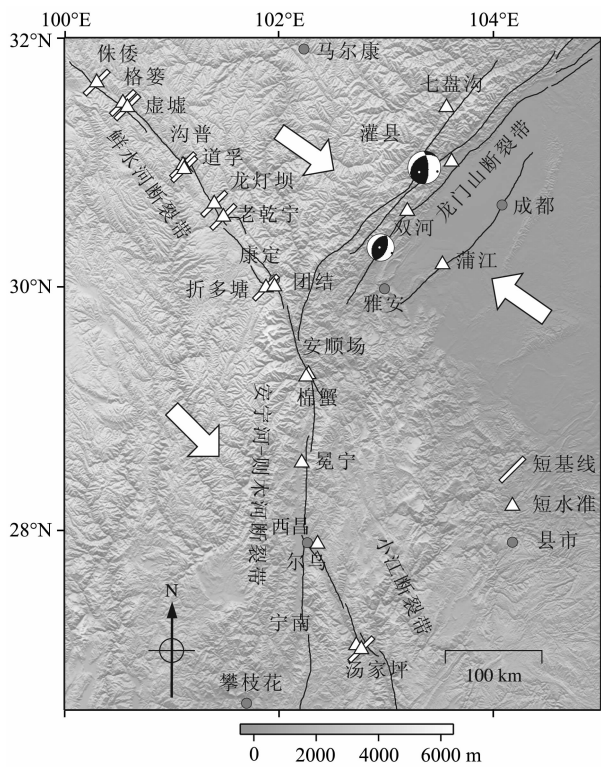 100°E
102°E
104°E
32°N
马尔康
侏倭
格篓
虚墟
七盘沟
沟普
灌县
道孚
鲜水河断裂带
龙灯坝
龙门山断裂带
老乾宁
双河
成都
康定
蒲江
折多塘
团结
30°N
雅安
安顺场
棉蟹
安宁河-则木河断裂带
冕宁
短基线
短水准
28°N
西昌
县市
尔乌
小江断裂带
N
宁南
汤家坪
100 km
攀枝花
0 2000 4000 6000 m